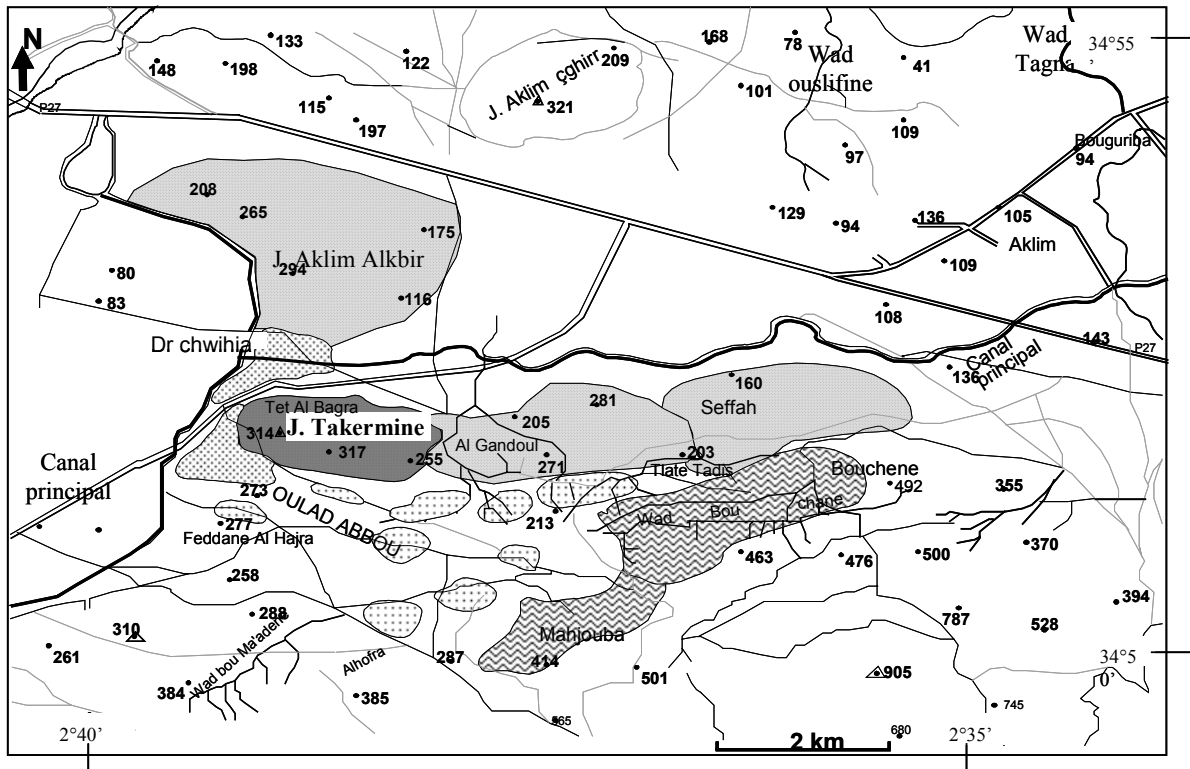 N
133
168
78
Wad
ouslifine
Wad
Tagna
34°55
’
148
198
122
209
41
J. Aklim çghirr
321
101
115
197
P27
109
97
Bouguriba
94
208
265
175
129
94
136
105
Aklim
J. Aklim Alkbir
294
80
83
116
109
108
143
P27
Dr chwihia
Canal
principal
136
160
281
Seffah
Tet Al Bagra
314
J. Takermine
205
Al Gandoul
317
255
271
203
Tlate Tadis
Canal
principal
Bouchene
492
355
273
OULAD ABBOU
277
Feddane Al Hajra
213
Wad
Bou
chane
258
463
476
500
370
394
288
310
261
Wad bou Ma'adene
384
Alhofra
385
287
Mahjouba
414
501
787
528
905
34°5
0’
745
680
2°40’
2 km
2°35’